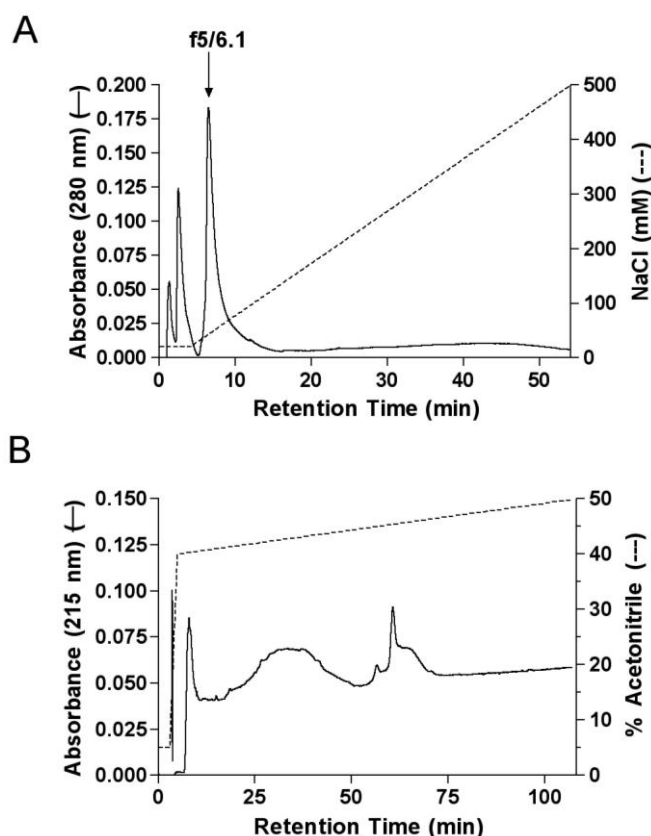 A
f5/6.1
Absorbance (280 nm) (—)
0.200
0.175
0.150
0.125
0.100
0.075
0.050
0.025
0.000
500
400
300
200
100
0
NaCl (mM) (---)
0 10 20 30 40 50
Retention Time (min)
B
Absorbance (215 nm) (—)
0.150
0.125
0.100
0.075
0.050
0.025
0.000
50
40
30
20
10
0
% Acetonitrile (---)
0 25 50 75 100
Retention Time (min)